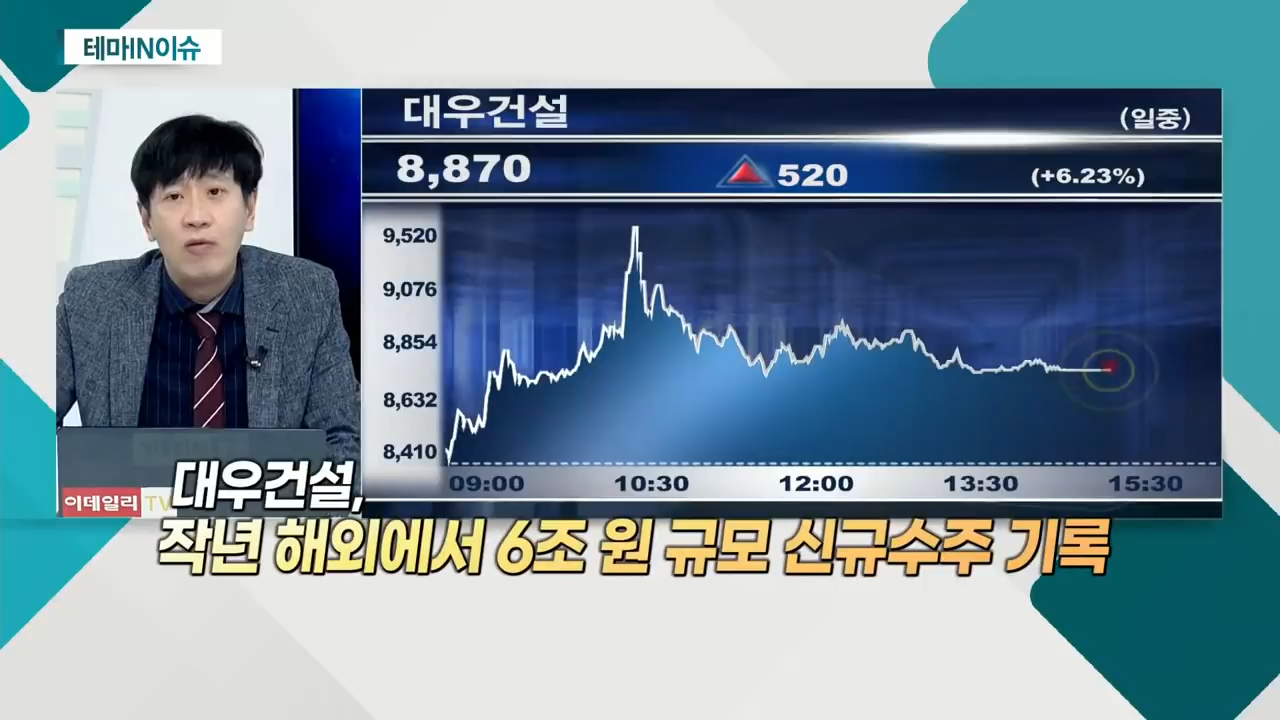 테마IN이슈
대우건설
(일중)
8,870
520
(+6.23%)
9,520
9,076
8,854
8,632
8,410
09:00
10:30
12:00
13:30
15:30
이데일리 TV
대우건설,
작년 해외에서 6조 원 규모 신규수주 기록